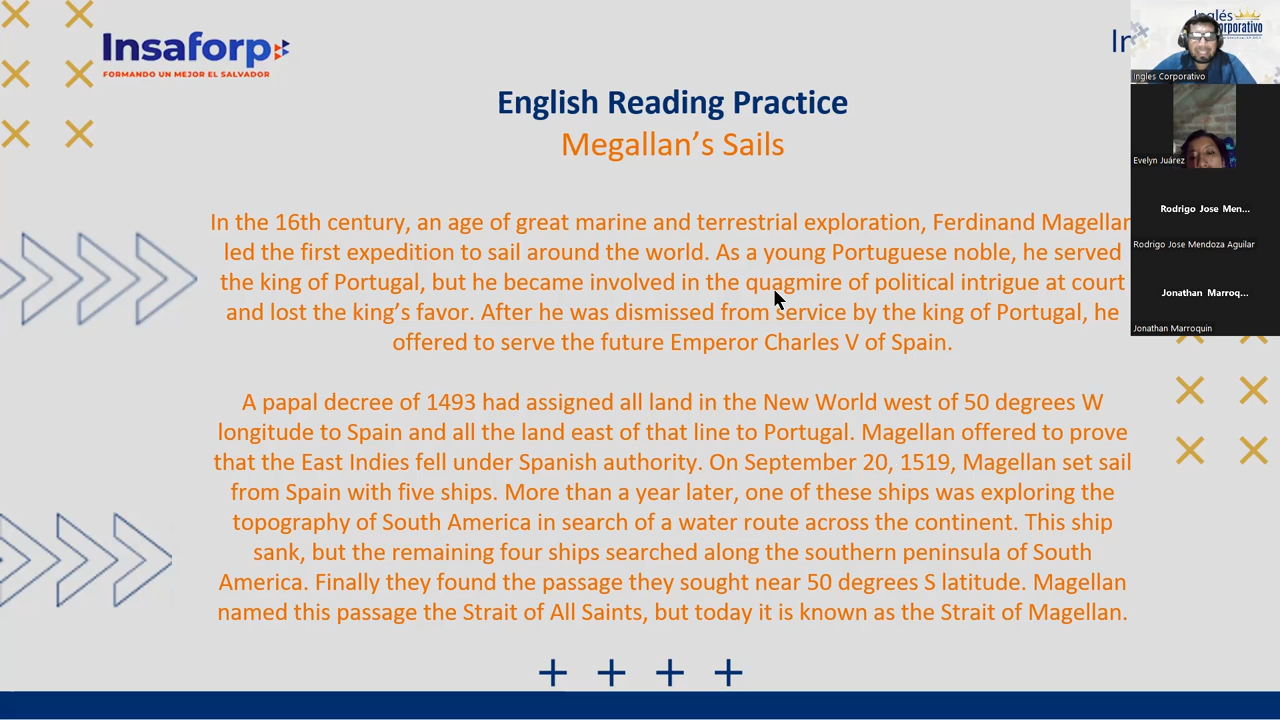 Insaforp
FORMANDO UN MEJOR EL SALVADOR
Inglés
orporativo
Ingles Corporativo
Evelyn Juárez
Rodrigo Jose Men...
Rodrigo Jose Mendoza Aguilar
Jonathan Marroq...
Jonathan Marroquin
English Reading Practice
Megallan’s Sails
In the 16th century, an age of great marine and terrestrial exploration, Ferdinand Magellan
led the first expedition to sail around the world. As a young Portuguese noble, he served
the king of Portugal, but he became involved in the quagmire of political intrigue at court
and lost the king’s favor. After he was dismissed from service by the king of Portugal, he
offered to serve the future Emperor Charles V of Spain.
A papal decree of 1493 had assigned all land in the New World west of 50 degrees W
longitude to Spain and all the land east of that line to Portugal. Magellan offered to prove
that the East Indies fell under Spanish authority. On September 20, 1519, Magellan set sail
from Spain with five ships. More than a year later, one of these ships was exploring the
topography of South America in search of a water route across the continent. This ship
sank, but the remaining four ships searched along the southern peninsula of South
America. Finally they found the passage they sought near 50 degrees S latitude. Magellan
named this passage the Strait of All Saints, but today it is known as the Strait of Magellan.